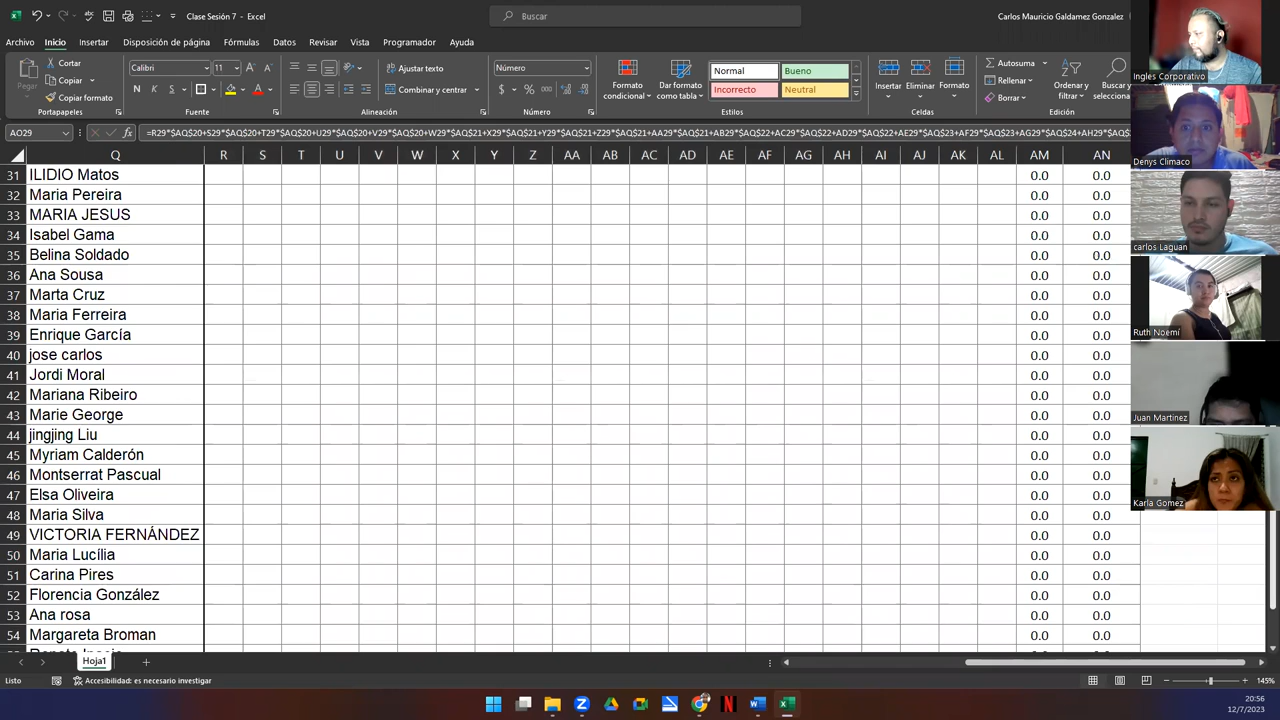 Clase Sesión 7 - Excel
Buscar
Carlos Mauricio Galdamez Gonzalez
Archivo Inicio Insertar Disposición de página Fórmulas Datos Revisar Vista Programador Ayuda
Pegar
Cortar
Copiar
Copiar formato
Portapapeles
Calibri 11
N K S
Fuente
Ajustar texto
Combinar y centrar
Alineación
Número
Número
Formato condicional
Dar formato como tabla
Normal Bueno
Incorrecto Neutral
Estilos
Insertar Eliminar Formato
Celdas
Autosuma
Rellenar
Borrar
Ordenar y filtrar
Buscar y
selecciona
Edición
AO29
=R29*$AQ$20+S29*$AQ$20+T29*$AQ$20+U29*$AQ$20+V29*$AQ$20+W29*$AQ$21+X29*$AQ$21+Y29*$AQ$21+Z29*$AQ$21+AA29*$AQ$21+AB29*$AQ$22+AC29*$AQ$22+AD29*$AQ$22+AE29*$AQ$23+AF29*$AQ$23+AG29*$AQ$24+AH29*$A
Q R S T U V W X Y Z AA AB AC AD AE AF AG AH AI AJ AK AL AM AN
31 ILIDIO Matos 0.0 0.0
32 Maria Pereira 0.0 0.0
33 MARIA JESUS 0.0 0.0
34 Isabel Gama 0.0 0.0
35 Belina Soldado 0.0 0.0
36 Ana Sousa 0.0 0.0
37 Marta Cruz 0.0 0.0
38 Maria Ferreira 0.0 0.0
39 Enrique García 0.0 0.0
40 jose carlos 0.0 0.0
41 Jordi Moral 0.0 0.0
42 Mariana Ribeiro 0.0 0.0
43 Marie George 0.0 0.0
44 jingjing Liu 0.0 0.0
45 Myriam Calderón 0.0 0.0
46 Montserrat Pascual 0.0 0.0
47 Elsa Oliveira 0.0 0.0
48 Maria Silva 0.0 0.0
49 VICTORIA FERNÁNDEZ 0.0 0.0
50 Maria Lucília 0.0 0.0
51 Carina Pires 0.0 0.0
52 Florencia González 0.0 0.0
53 Ana rosa 0.0 0.0
54 Margareta Broman 0.0 0.0
Hoja1
Listo
Accesibilidad: es necesario investigar
145%
20:56
12/7/2023
Ingles Corporativo
Denys Climaco
carlos Laguan
Ruth Noemí
Juan Martinez
Karla Gomez